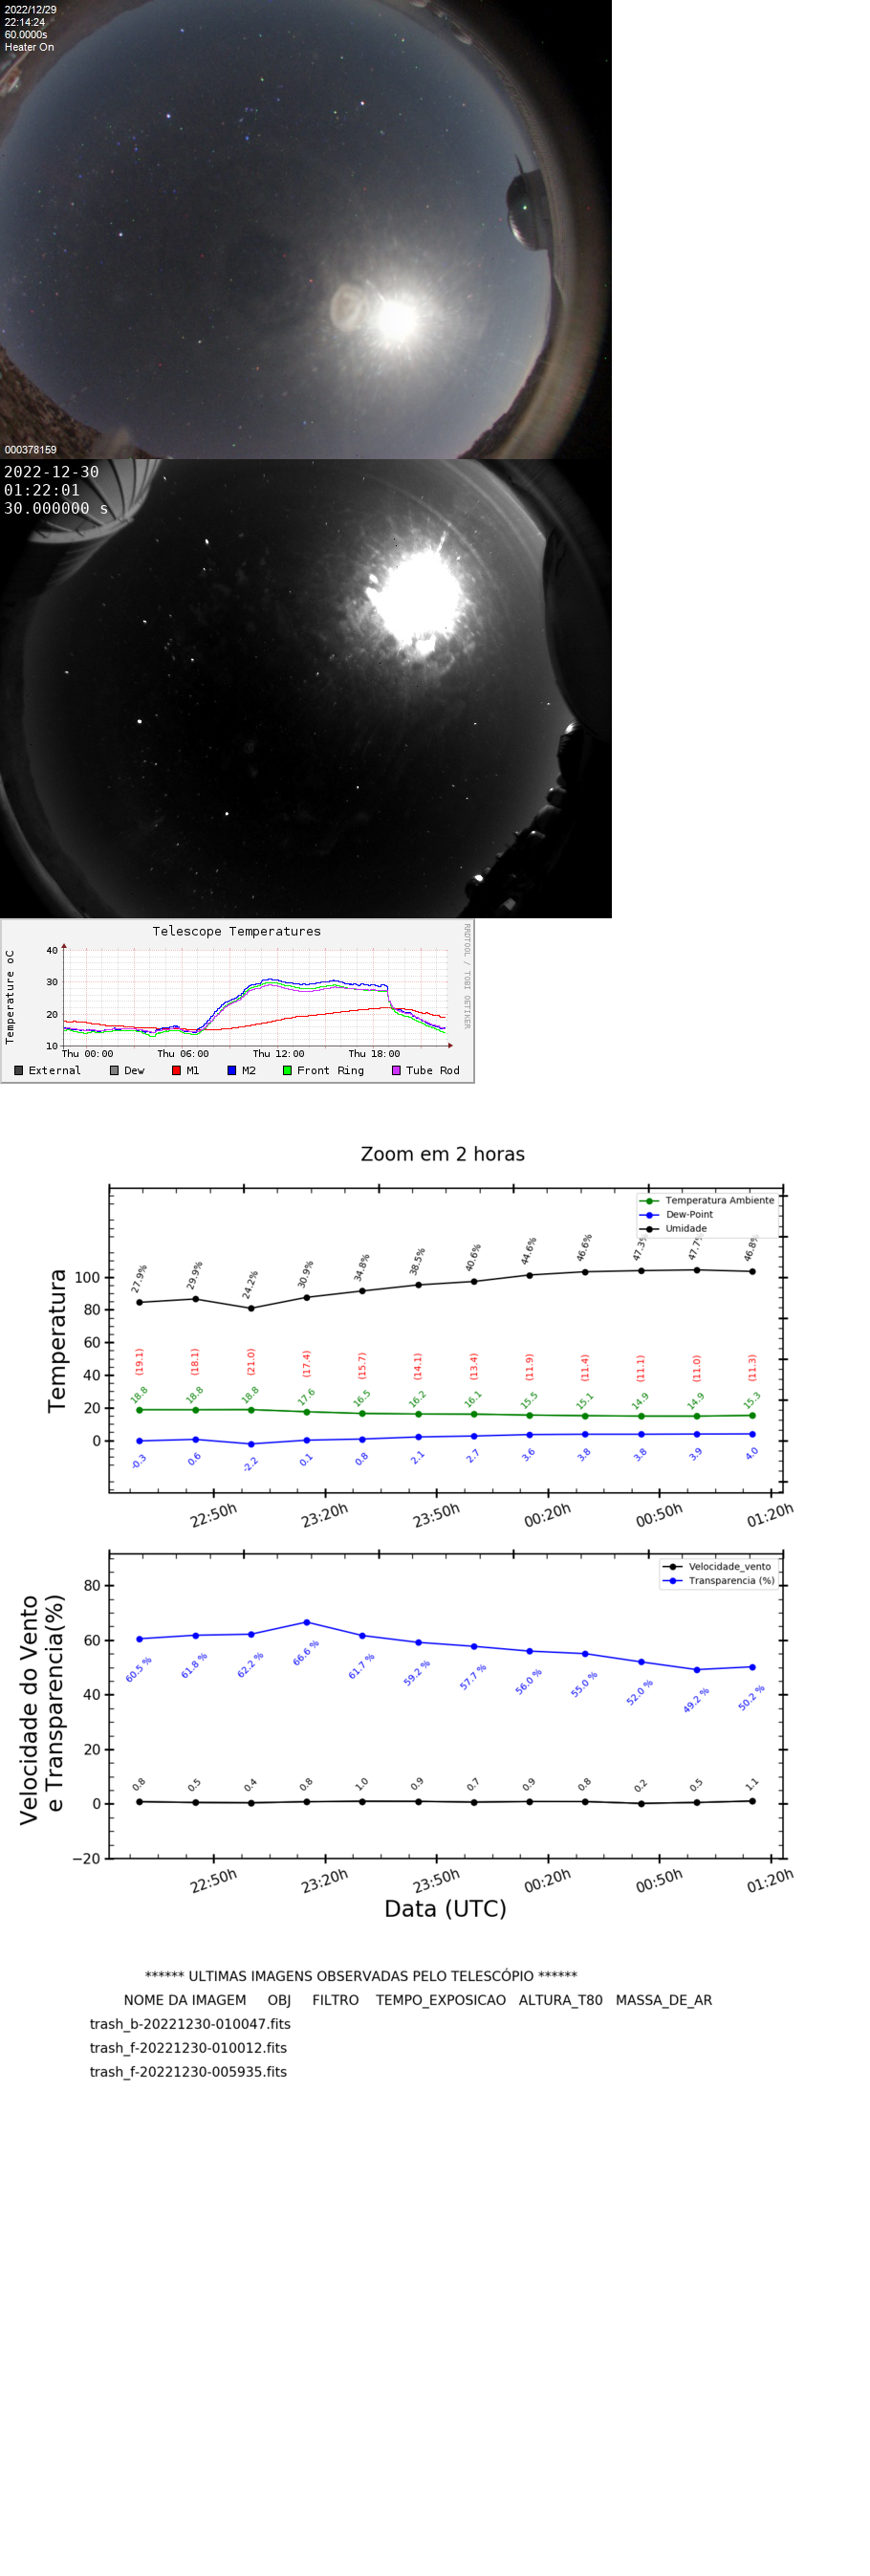 2022/12/29
22:14:24
60.0000s
Heater On
000378159
2022-12-30
01:22:01
30.000000 s
Telescope Temperatures
RRDTOOL / TOBI OETIKER
Temperature oC
40
30
20
10
Thu 00:00 Thu 06:00 Thu 12:00 Thu 18:00
External Dew M1 M2 Front Ring Tube Rod
Zoom em 2 horas
Temperatura Ambiente
Dew-Point
Umidade
Temperatura
100
80
60
40
20
0
27.9% 29.9% 24.2% 30.9% 34.8% 38.5% 40.6% 44.6% 46.6% 47.3% 47.7% 46.8%
(19.1) (18.1) (21.0) (17.4) (15.7) (14.1) (13.4) (11.9) (11.4) (11.1) (11.0) (11.3)
18.8 18.8 18.8 17.6 16.5 16.2 16.1 15.5 15.1 14.9 14.9 15.3
-0.3 0.6 -2.2 0.1 0.8 2.1 2.7 3.6 3.8 3.8 3.9 4.0
22:50h 23:20h 23:50h 00:20h 00:50h 01:20h
Velocidade_vento
Transparencia (%)
Velocidade do Vento
e Transparencia(%)
80
60
40
20
0
−20
60.5 % 61.8 % 62.2 % 66.6 % 61.7 % 59.2 % 57.7 % 56.0 % 55.0 % 52.0 % 49.2 % 50.2 %
0.8 0.5 0.4 0.8 1.0 0.9 0.7 0.9 0.8 0.2 0.5 1.1
22:50h 23:20h 23:50h 00:20h 00:50h 01:20h
Data (UTC)
****** ULTIMAS IMAGENS OBSERVADAS PELO TELESCÓPIO ******
NOME DA IMAGEM OBJ FILTRO TEMPO_EXPOSICAO ALTURA_T80 MASSA_DE_AR
trash_b-20221230-010047.fits
trash_f-20221230-010012.fits
trash_f-20221230-005935.fits